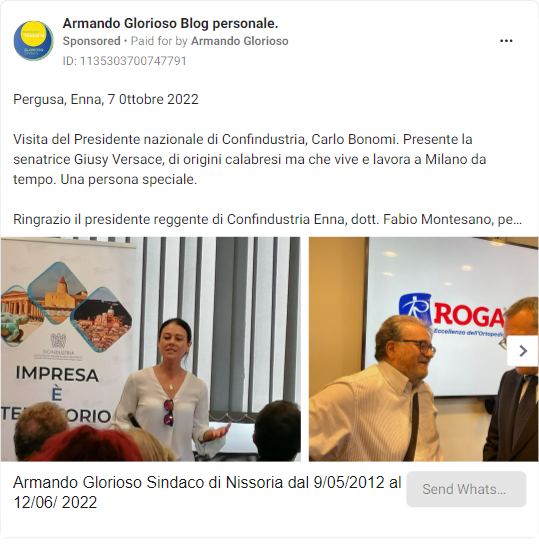 Armando Glorioso Blog personale.
Sponsored • Paid for by Armando Glorioso
ID: 1135303700747791
Pergusa, Enna, 7 Ottobre 2022
Visita del Presidente nazionale di Confindustria, Carlo Bonomi. Presente la
senatrice Giusy Versace, di origini calabresi ma che vive e lavora a Milano da
tempo. Una persona speciale.
Ringrazio il presidente reggente di Confindustria Enna, dott. Fabio Montesano, pe...
SICINDUSTRIA
IMPRESA
È
TE
ORIO
ROGA
Eccellenza dell'Ortoped
Armando Glorioso Sindaco di Nissoria dal 9/05/2012 al
12/06/ 2022
Send Whats...